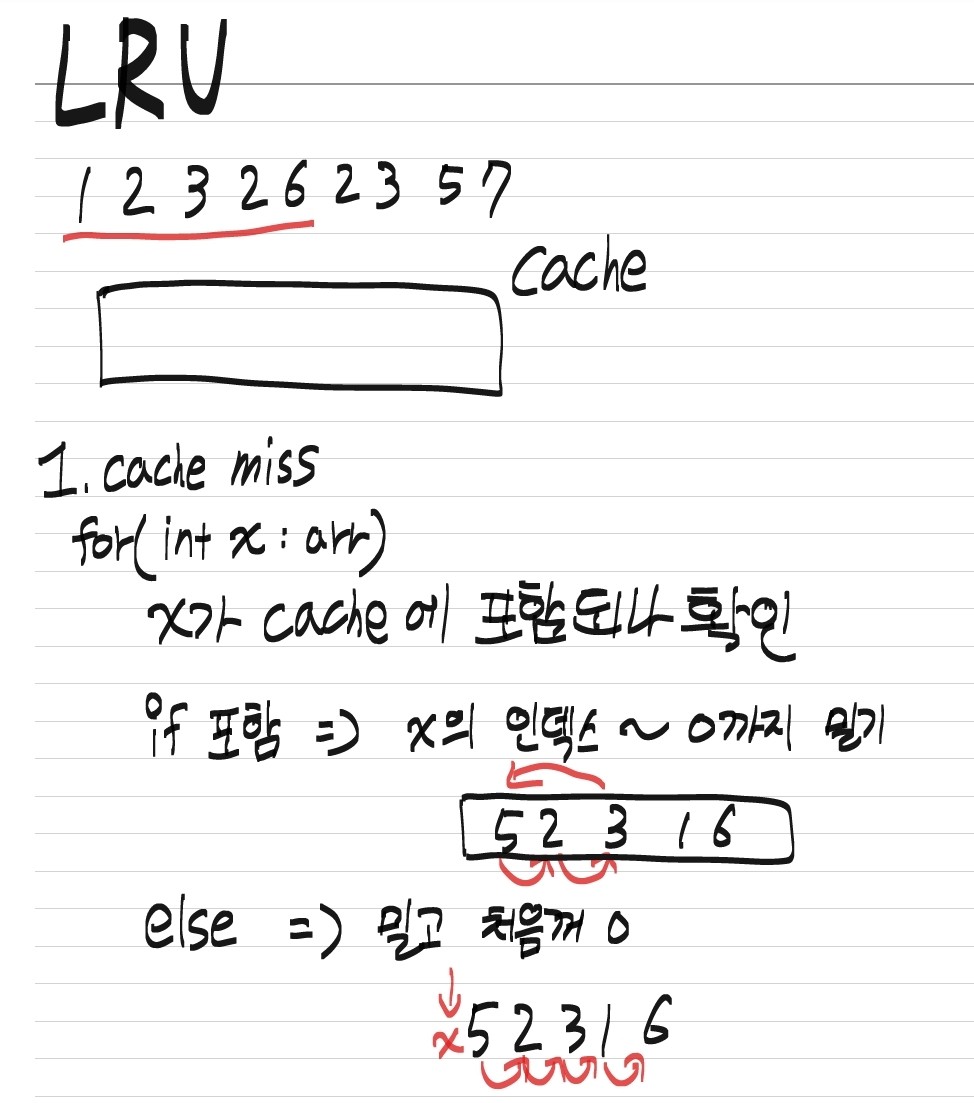 LRU
1 2 3 2 6 2 3 5 7
Cache
1. cache miss
for(int x : arr)
x가 cache에 포함되나 확인
if 포함 => x의 인덱스 ~ 0까지 밀기
5 2 3 1 6
else => 밀고 처음꺼 0
x 5 2 3 1 6